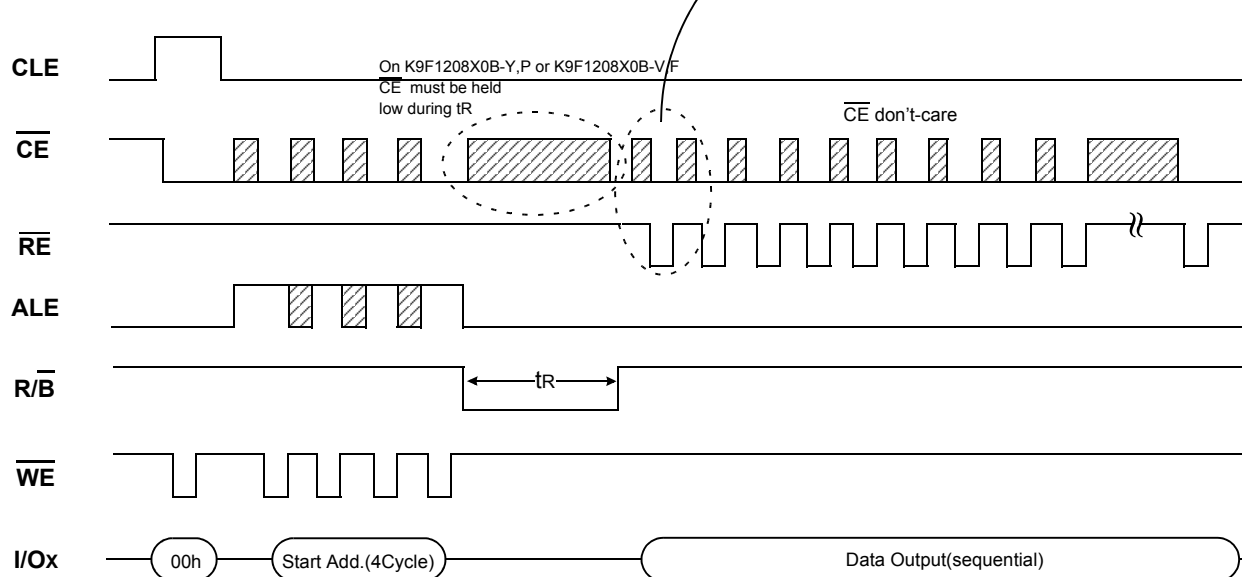 CLE
On K9F1208X0B-Y,P or K9F1208X0B-V,F
CE must be held
low during tR
CE don't-care
CE
RE
ALE
R/B
tR
WE
I/Ox
00h
Start Add.(4Cycle)
Data Output(sequential)